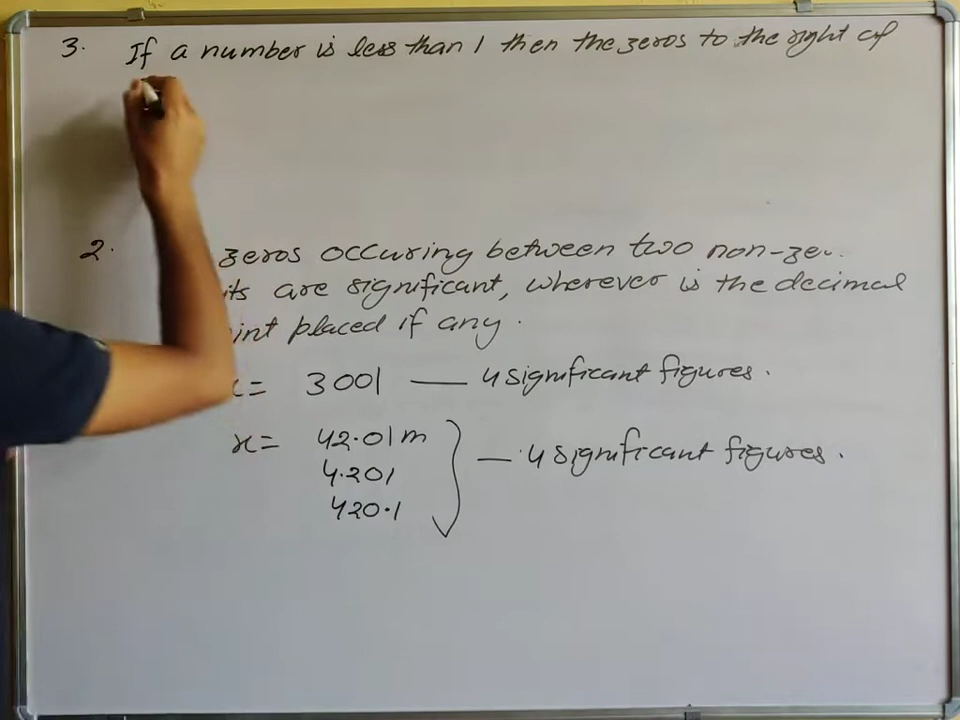 3. If a number is less than 1 then the zeros to the right of
2. zeros occuring between two non-ze
its are significant, wherever is the decimal
int placed if any.
x = 3001 — 4 significant figures.
x = 42.01 m
4.201 — 4 significant figures.
420.1